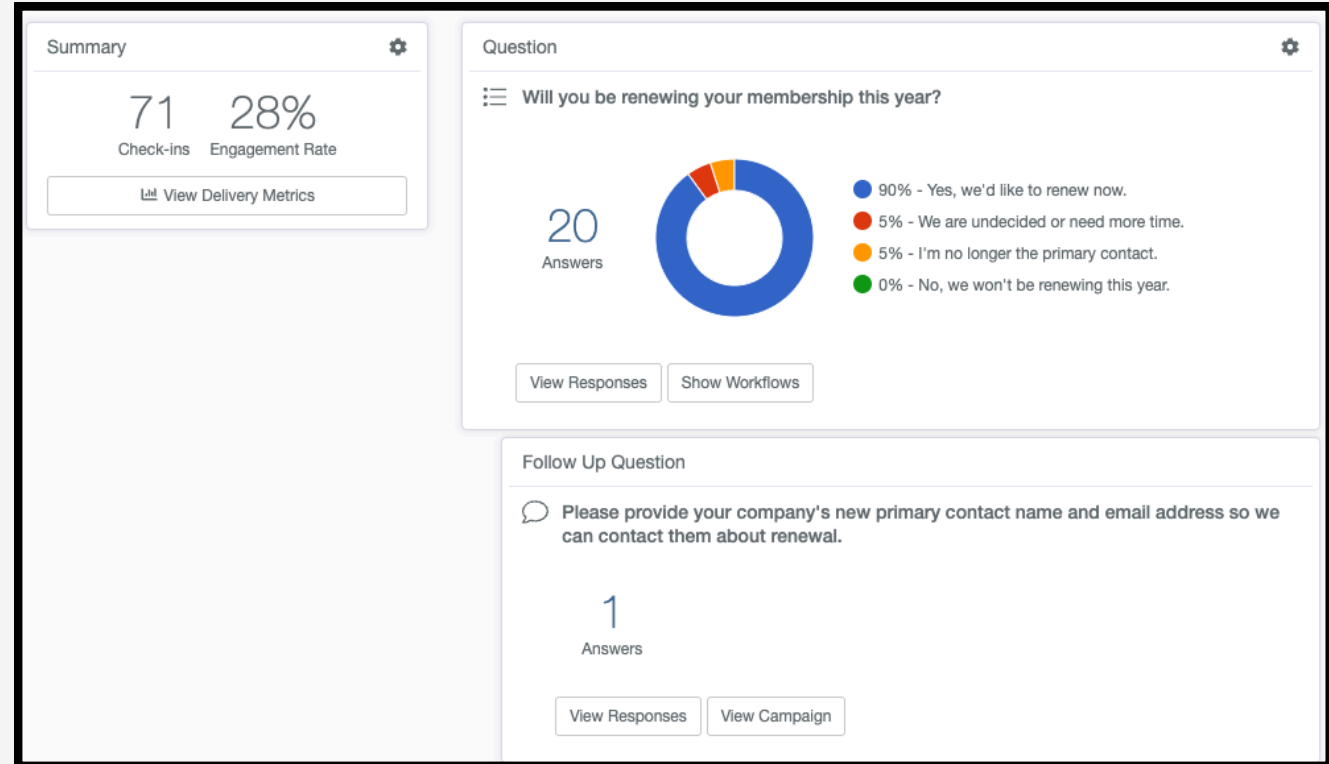 Summary
71
28%
Check-ins
Engagement Rate
View Delivery Metrics
Question
Will you be renewing your membership this year?
20
Answers
90% - Yes, we'd like to renew now.
5% - We are undecided or need more time.
5% - I'm no longer the primary contact.
0% - No, we won't be renewing this year.
View Responses
Show Workflows
Follow Up Question
Please provide your company's new primary contact name and email address so we
can contact them about renewal.
1
Answers
View Responses
View Campaign